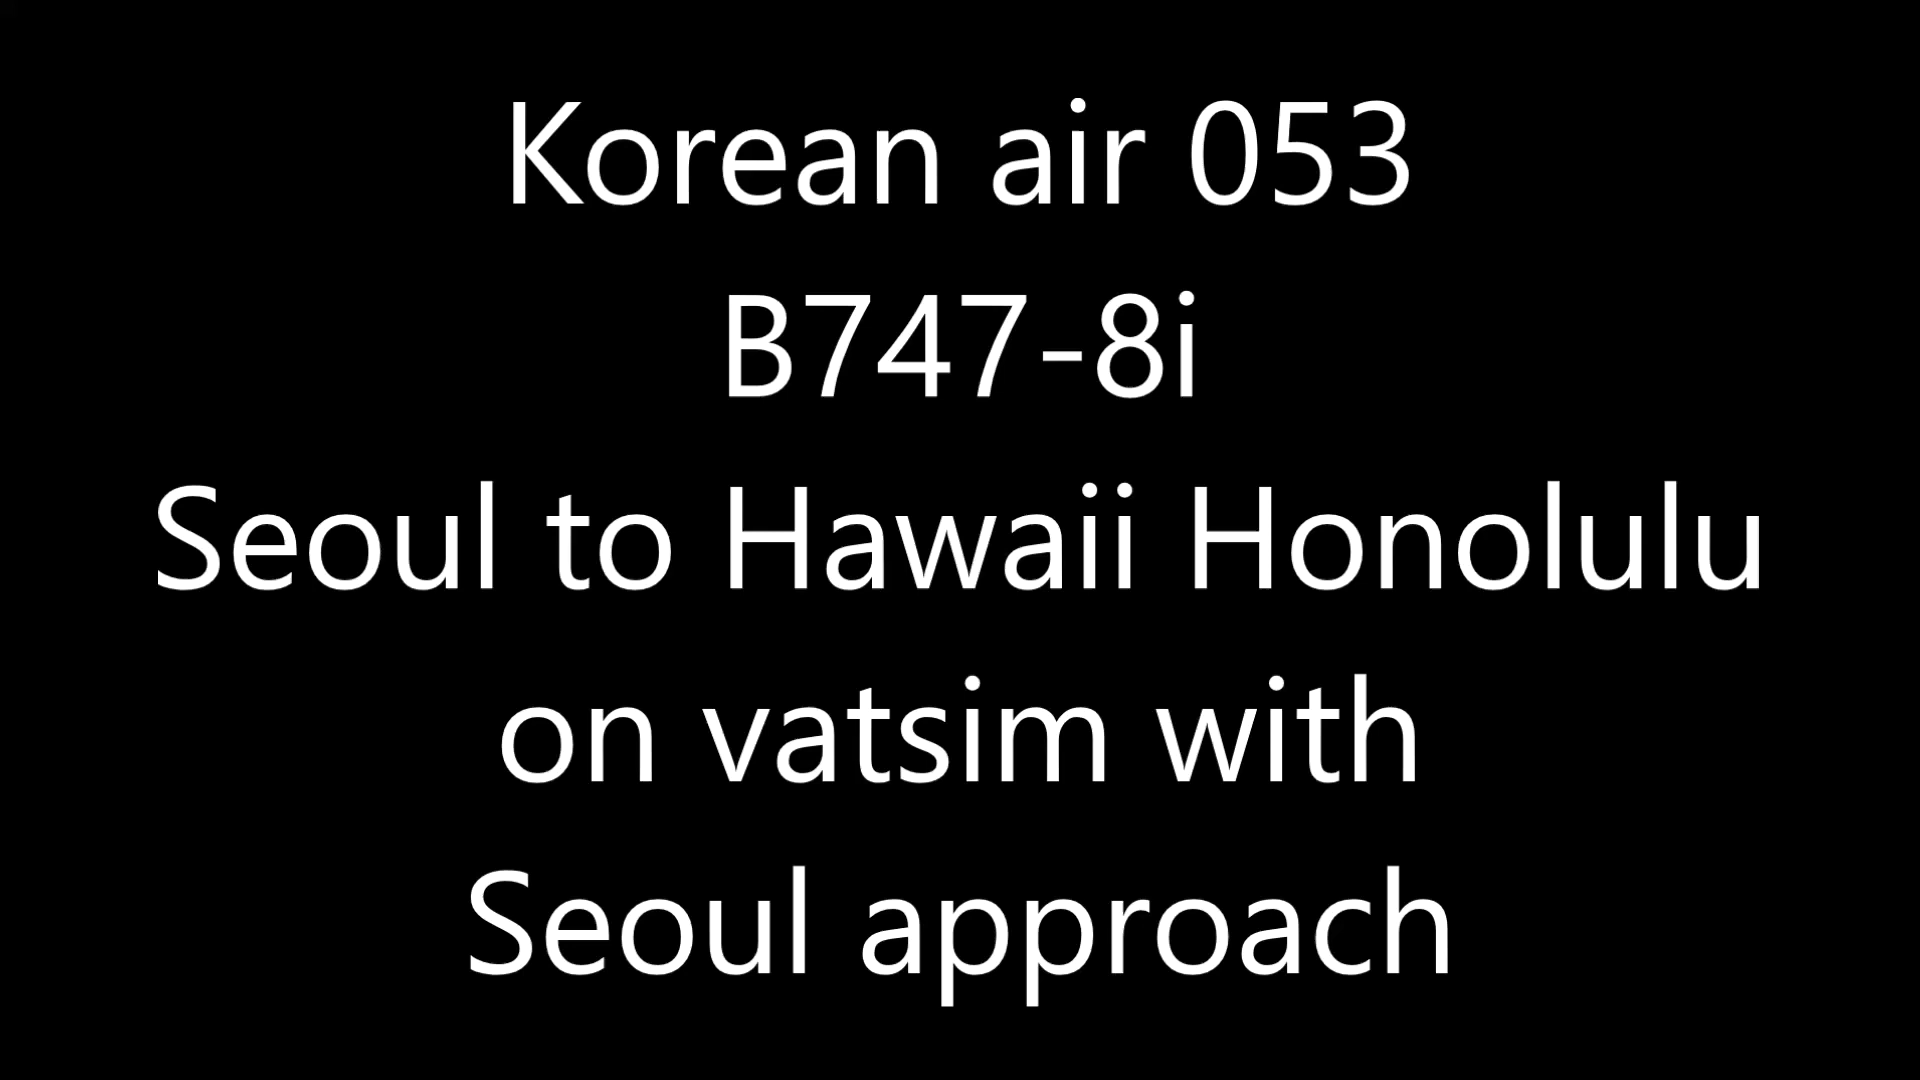 Korean air 053
B747-8i
Seoul to Hawaii Honolulu
on vatsim with
Seoul approach